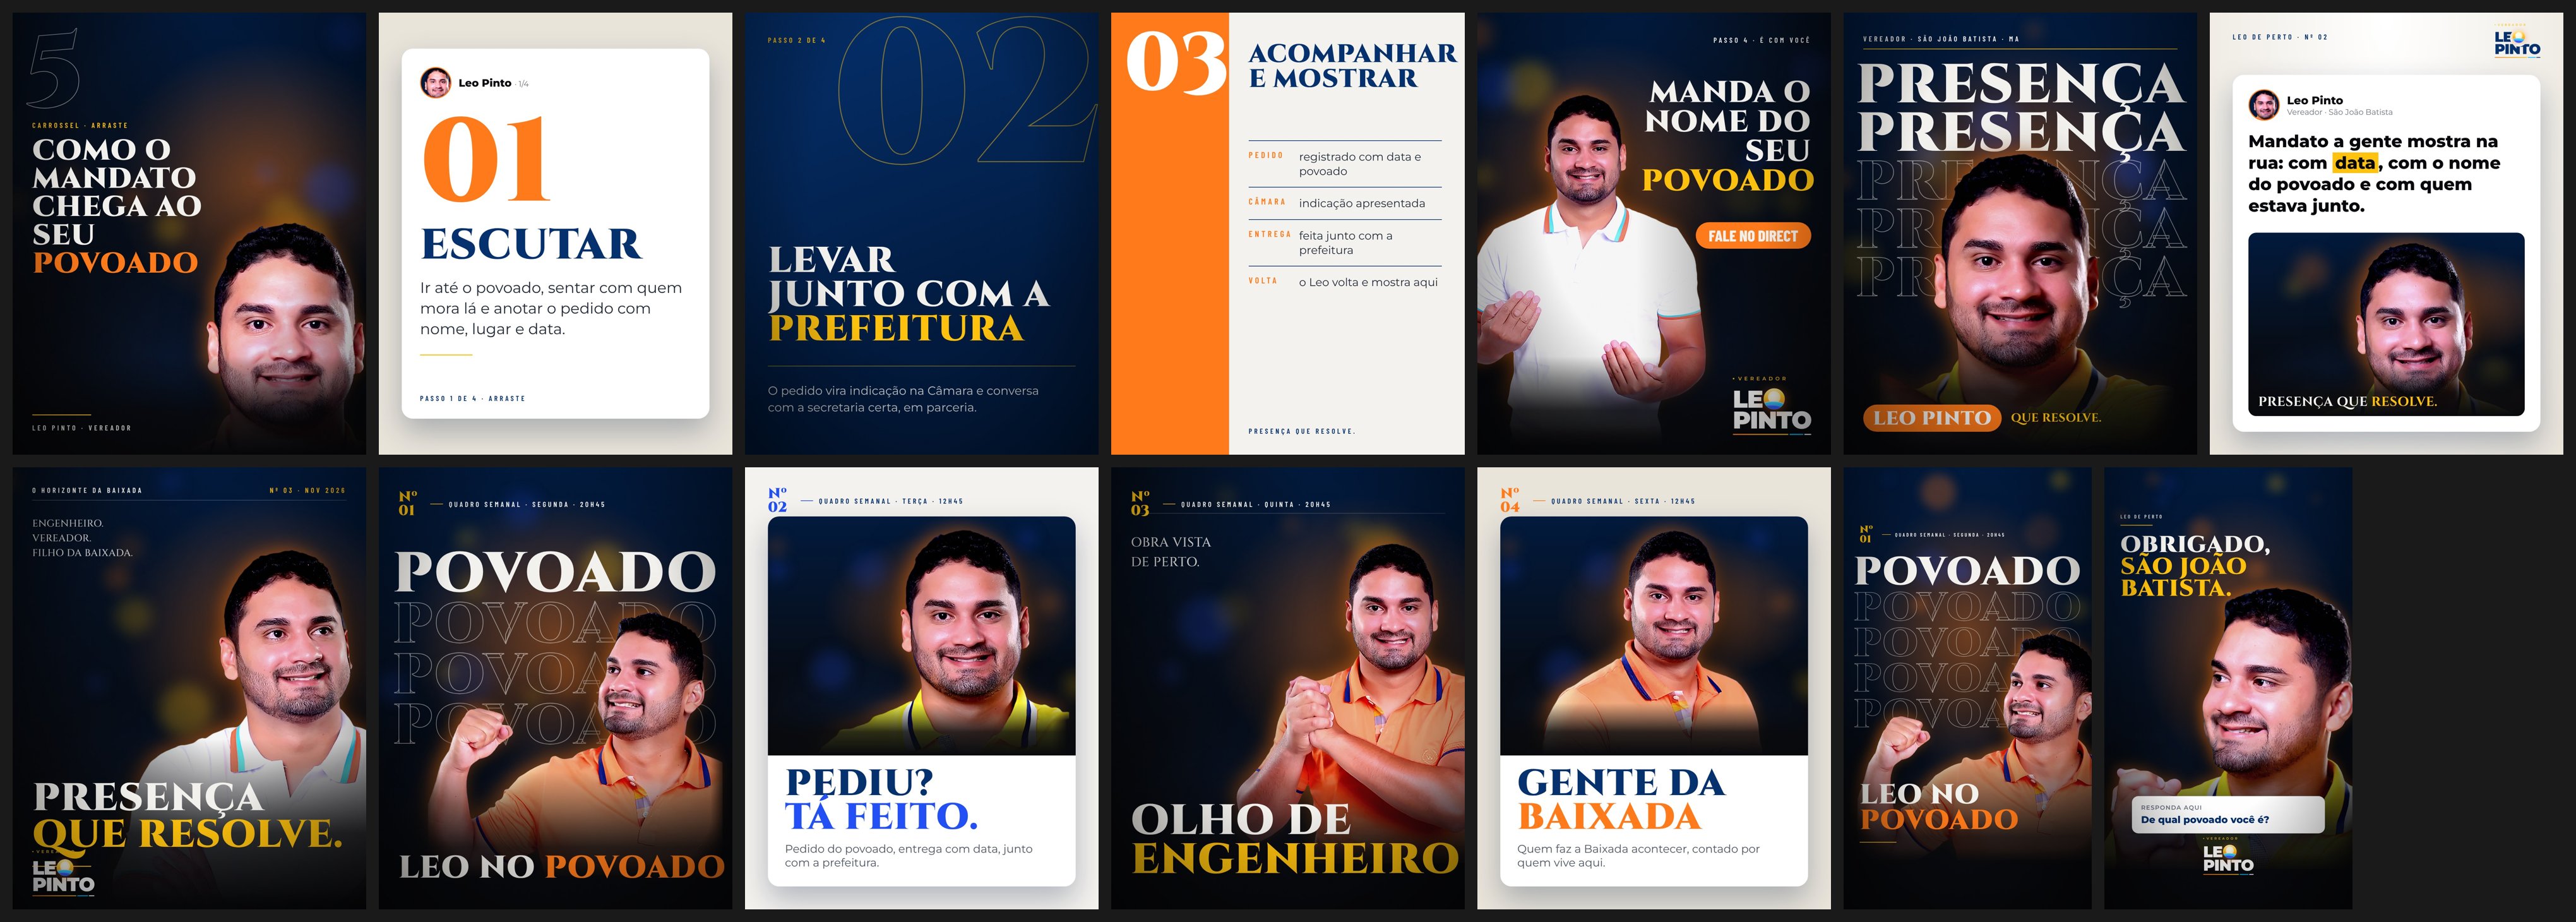 5
CARROSSEL · ARRASTE
COMO O
MANDATO
CHEGA AO
SEU
POVOADO
LEO PINTO · VEREADOR
Leo Pinto · 1/4
01
ESCUTAR
Ir até o povoado, sentar com quem
mora lá e anotar o pedido com
nome, lugar e data.
PASSO 1 DE 4 · ARRASTE
PASSO 2 DE 4
02
LEVAR
JUNTO COM A
PREFEITURA
O pedido vira indicação na Câmara e conversa
com a secretaria certa, em parceria.
03
ACOMPANHAR
E MOSTRAR
PEDIDO registrado com data e
povoado
CÂMARA indicação apresentada
ENTREGA feita junto com a
prefeitura
VOLTA o Leo volta e mostra aqui
PRESENÇA QUE RESOLVE.
PASSO 4 · É COM VOCÊ
MANDA O
NOME DO
SEU
POVOADO
FALE NO DIRECT
• VEREADOR
LEO
PINTO
VEREADOR · SÃO JOÃO BATISTA · MA
PRESENÇA
PRESENÇA
PRESENÇA
PRESENÇA
PRESENÇA
LEO PINTO QUE RESOLVE.
LEO DE PERTO · Nº 02
LEO
PINTO
Leo Pinto
Vereador · São João Batista
Mandato a gente mostra na
rua: com data, com o nome
do povoado e com quem
estava junto.
PRESENÇA QUE RESOLVE.
O HORIZONTE DA BAIXADA
Nº 03 · NOV 2026
ENGENHEIRO.
VEREADOR.
FILHO DA BAIXADA.
PRESENÇA
QUE RESOLVE.
LEO
PINTO
Nº
01
QUADRO SEMANAL · SEGUNDA · 20H45
POVOADO
POVOADO
POVOADO
POVOADO
LEO NO POVOADO
Nº
02
QUADRO SEMANAL · TERÇA · 12H45
PEDIU?
TÁ FEITO.
Pedido do povoado, entrega com data, junto
com a prefeitura.
Nº
03
QUADRO SEMANAL · QUINTA · 20H45
OBRA VISTA
DE PERTO.
OLHO DE
ENGENHEIRO
Nº
04
QUADRO SEMANAL · SEXTA · 12H45
GENTE DA
BAIXADA
Quem faz a Baixada acontecer, contado por
quem vive aqui.
Nº
01
QUADRO SEMANAL · SEGUNDA · 20H45
POVOADO
POVOADO
POVOADO
POVOADO
POVOADO
LEO NO
POVOADO
LEO DE PERTO
OBRIGADO,
SÃO JOÃO
BATISTA.
RESPONDA AQUI
De qual povoado você é?
• VEREADOR
LEO
PINTO